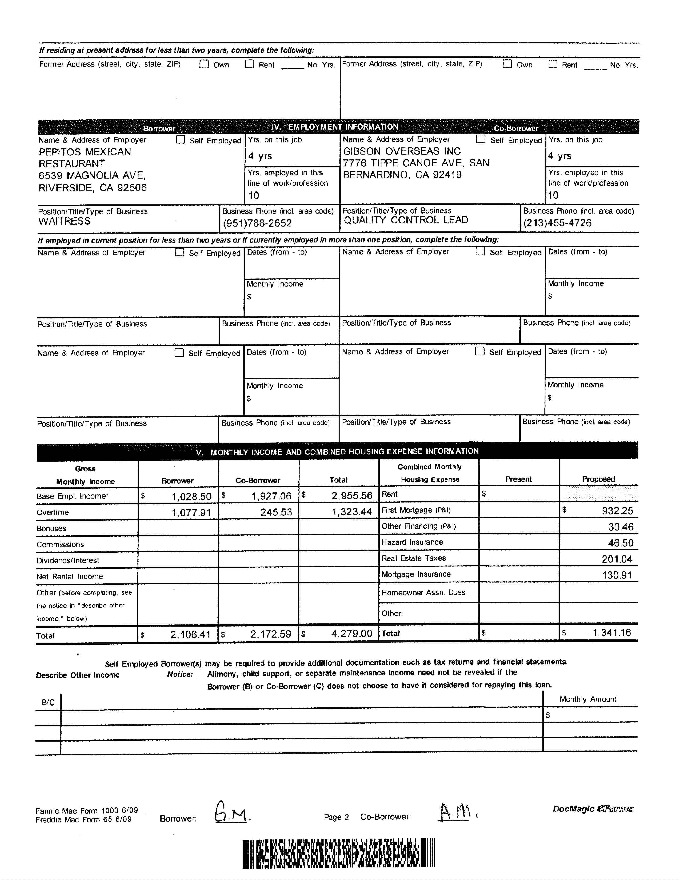 If residing at present address for less than two years, complete the following:
Former Address (street, city, state, ZIP) Own Rent ____ No. Yrs. Former Address (street, city, state, ZIP) Own Rent ____ No. Yrs.
Borrower IV. EMPLOYMENT INFORMATION Co-Borrower
Name & Address of Employer Self Employed Yrs. on this job Name & Address of Employer Self Employed Yrs. on this job
PEPITOS MEXICAN GIBSON OVERSEAS INC
RESTAURANT 4 yrs 7776 TIPPE CANOE AVE, SAN 4 yrs
6539 MAGNOLIA AVE, Yrs. employed in this BERNARDINO, CA 92410 Yrs. employed in this
RIVERSIDE, CA 92506 line of work/profession line of work/profession
10 10
Position/Title/Type of Business Business Phone (incl. area code) Position/Title/Type of Business Business Phone (incl. area code)
WAITRESS (951)788-2652 QUALITY CONTROL LEAD (213)455-4726
If employed in current position for less than two years or if currently employed in more than one position, complete the following:
Name & Address of Employer Self Employed Dates (from - to) Name & Address of Employer Self Employed Dates (from - to)
Monthly Income Monthly Income
$ $
Position/Title/Type of Business Business Phone (incl. area code) Position/Title/Type of Business Business Phone (incl. area code)
Name & Address of Employer Self Employed Dates (from - to) Name & Address of Employer Self Employed Dates (from - to)
Monthly Income Monthly Income
$ $
Position/Title/Type of Business Business Phone (incl. area code) Position/Title/Type of Business Business Phone (incl. area code)
V. MONTHLY INCOME AND COMBINED HOUSING EXPENSE INFORMATION
Gross Combined Monthly
Monthly Income Borrower Co-Borrower Total Housing Expense Present Proposed
Base Empl. Income* $ 1,028.50 $ 1,927.06 $ 2,955.56 Rent $
Overtime 1,077.91 245.53 1,323.44 First Mortgage (P&I) $ 932.25
Bonuses Other Financing (P&I) 30.46
Commissions Hazard Insurance 46.50
Dividends/Interest Real Estate Taxes 201.04
Net Rental Income Mortgage Insurance 130.91
Other (before completing, see Homeowner Assn. Dues
the notice in "describe other Other:
income," below)
Total $ 2,106.41 $ 2,172.59 $ 4,279.00 Total $ $ 1,341.16
Self Employed Borrower(s) may be required to provide additional documentation such as tax returns and financial statements.
Describe Other Income Notice: Alimony, child support, or separate maintenance income need not be revealed if the
Borrower (B) or Co-Borrower (C) does not choose to have it considered for repaying this loan.
B/C Monthly Amount
$
Fannie Mae Form 1003 6/09
Freddie Mac Form 65 6/09 Borrower: G.M. Page 2 Co-Borrower A.M. DocMagic